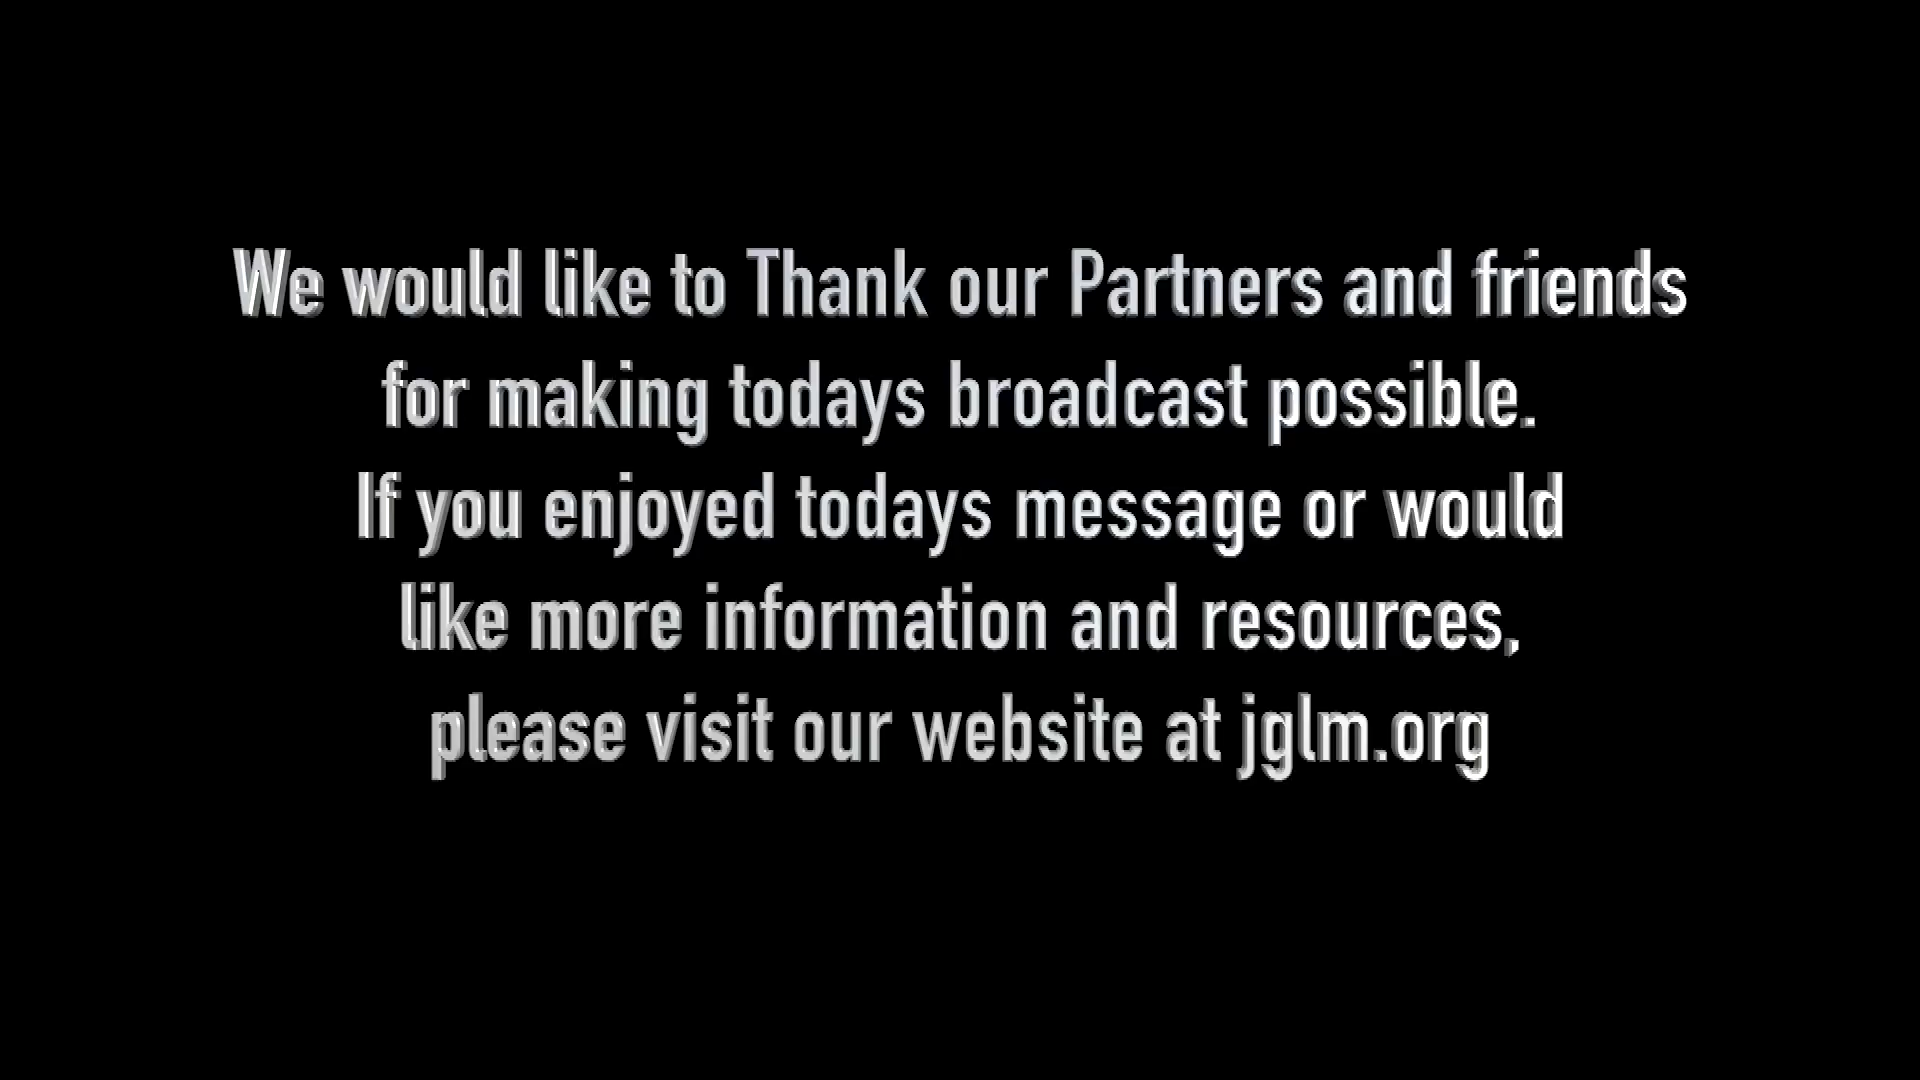 We would like to Thank our Partners and friends
for making todays broadcast possible.
If you enjoyed todays message or would
like more information and resources,
please visit our website at jglm.org